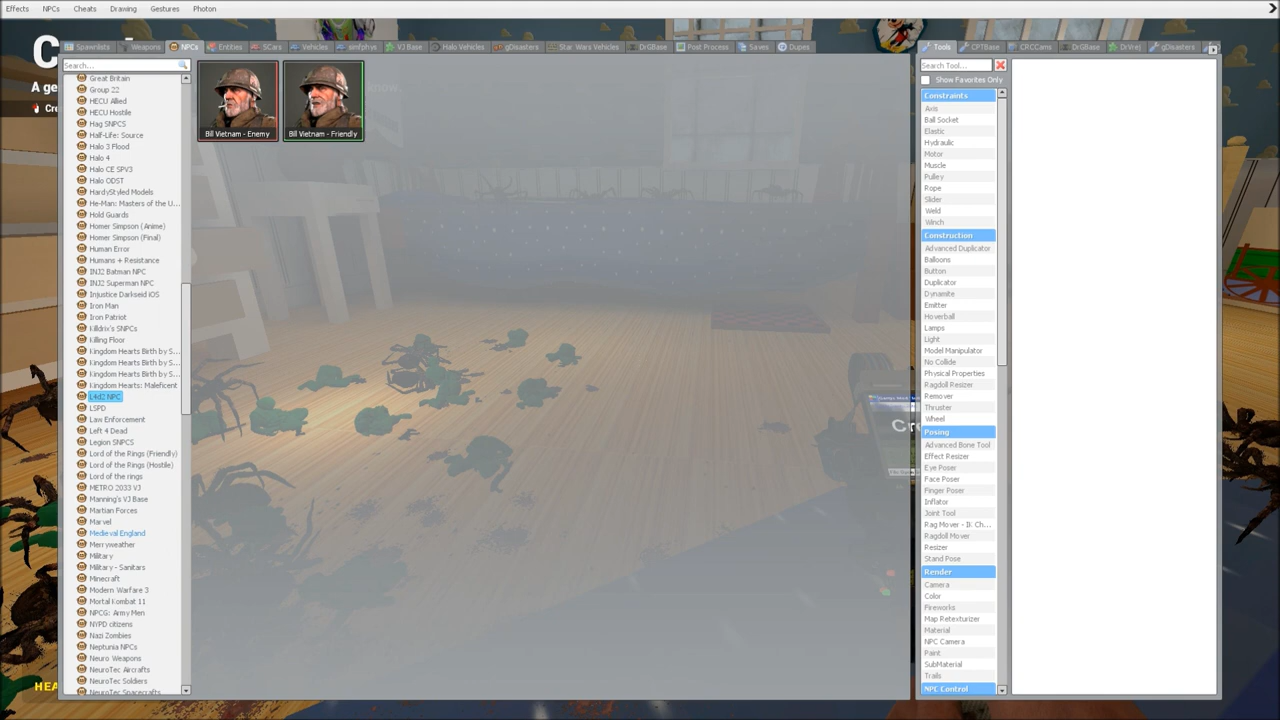 Effects NPCs Cheats Drawing Gestures Photon
Spawnlists Weapons NPCs Entities SCars Vehicles simfphys VJ Base Halo Vehicles gDisasters Star Wars Vehicles DrGBase Post Process Saves Dupes
Tools CPTBase CRCCams DrGBase DrVrej gDisasters
Search...
Great Britain
Group 22
HECU Allied
HECU Hostile
Hag SNPCS
Half-Life: Source
Halo 3 Flood
Halo 4
Halo CE SPV3
Halo ODST
HardyStyled Models
He-Man: Masters of the U...
Hold Guards
Homer Simpson (Anime)
Homer Simpson (Final)
Human Error
Humans + Resistance
INJ2 Batman NPC
INJ2 Superman NPC
Injustice Darkseid iOS
Iron Man
Iron Patriot
Killdrix's SNPCs
Killing Floor
Kingdom Hearts Birth by S...
Kingdom Hearts Birth by S...
Kingdom Hearts Birth by S...
Kingdom Hearts: Maleficent
L4d2 NPC
LSPD
Law Enforcement
Left 4 Dead
Legion SNPCS
Lord of the Rings (Friendly)
Lord of the Rings (Hostile)
Lord of the rings
METRO 2033 VJ
Manning's VJ Base
Martian Forces
Marvel
Medieval England
Merryweather
Military
Military - Sanitars
Minecraft
Modern Warfare 3
Mortal Kombat 11
NPCG: Army Men
NYPD citizens
Nazi Zombies
Neptunia NPCs
Neuro Weapons
NeuroTec Aircrafts
NeuroTec Soldiers
NeuroTec Spacecrafts
Bill Vietnam - Enemy
Bill Vietnam - Friendly
Search Tool...
Show Favorites Only
Constraints
Axis
Ball Socket
Elastic
Hydraulic
Motor
Muscle
Pulley
Rope
Slider
Weld
Winch
Construction
Advanced Duplicator
Balloons
Button
Duplicator
Dynamite
Emitter
Hoverball
Lamps
Light
Model Manipulator
No Collide
Physical Properties
Ragdoll Resizer
Remover
Thruster
Wheel
Posing
Advanced Bone Tool
Effect Resizer
Eye Poser
Face Poser
Finger Poser
Inflator
Joint Tool
Rag Mover - IK Ch...
Ragdoll Mover
Resizer
Stand Pose
Render
Camera
Color
Fireworks
Map Retexturizer
Material
NPC Camera
Paint
SubMaterial
Trails
NPC Control
C
A ge
Cre
HEA
Cr